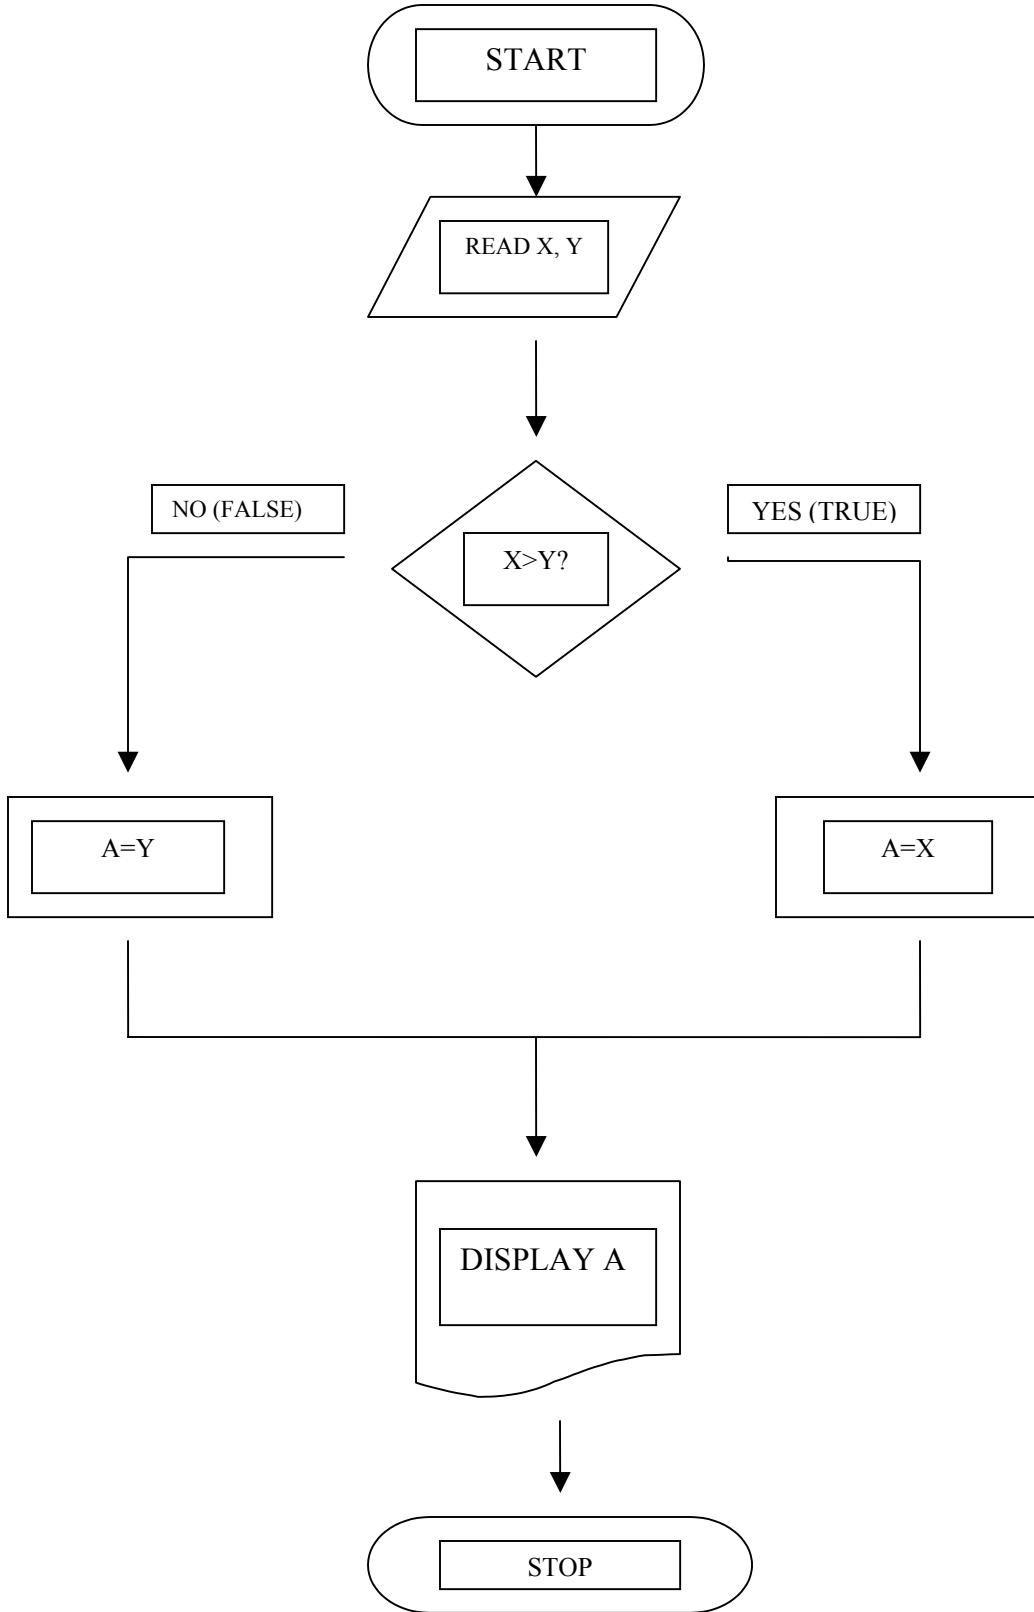 START
READ X, Y
NO (FALSE)
YES (TRUE)
X>Y?
A=Y
A=X
DISPLAY A
STOP